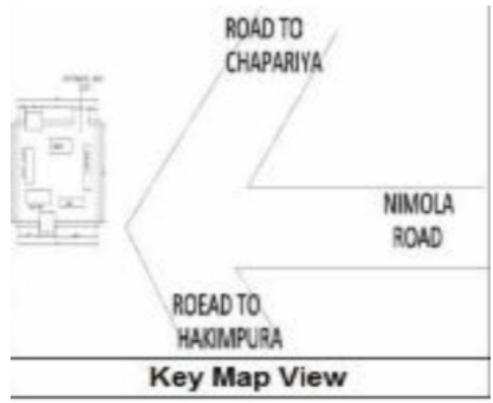 ROAD TO
CHAPARIYA
NIMOLA
ROAD
ROEAD TO
HAKIMPURA
Key Map View